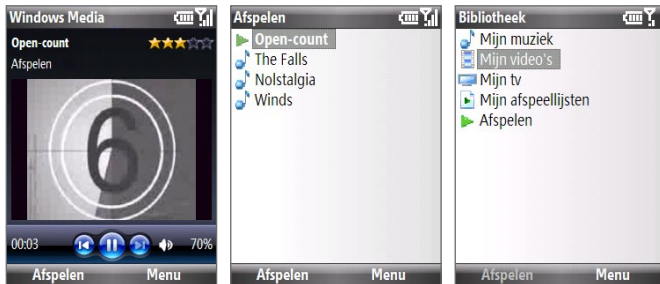 Windows Media
Open-count
Afspelen
6
00:03
70%
Afspelen Menu
Afspelen
Open-count
The Falls
Nolstalgia
Winds
Afspelen Menu
Bibliotheek
Mijn muziek
Mijn video's
Mijn tv
Mijn afspeellijsten
Afspelen
Afspelen Menu